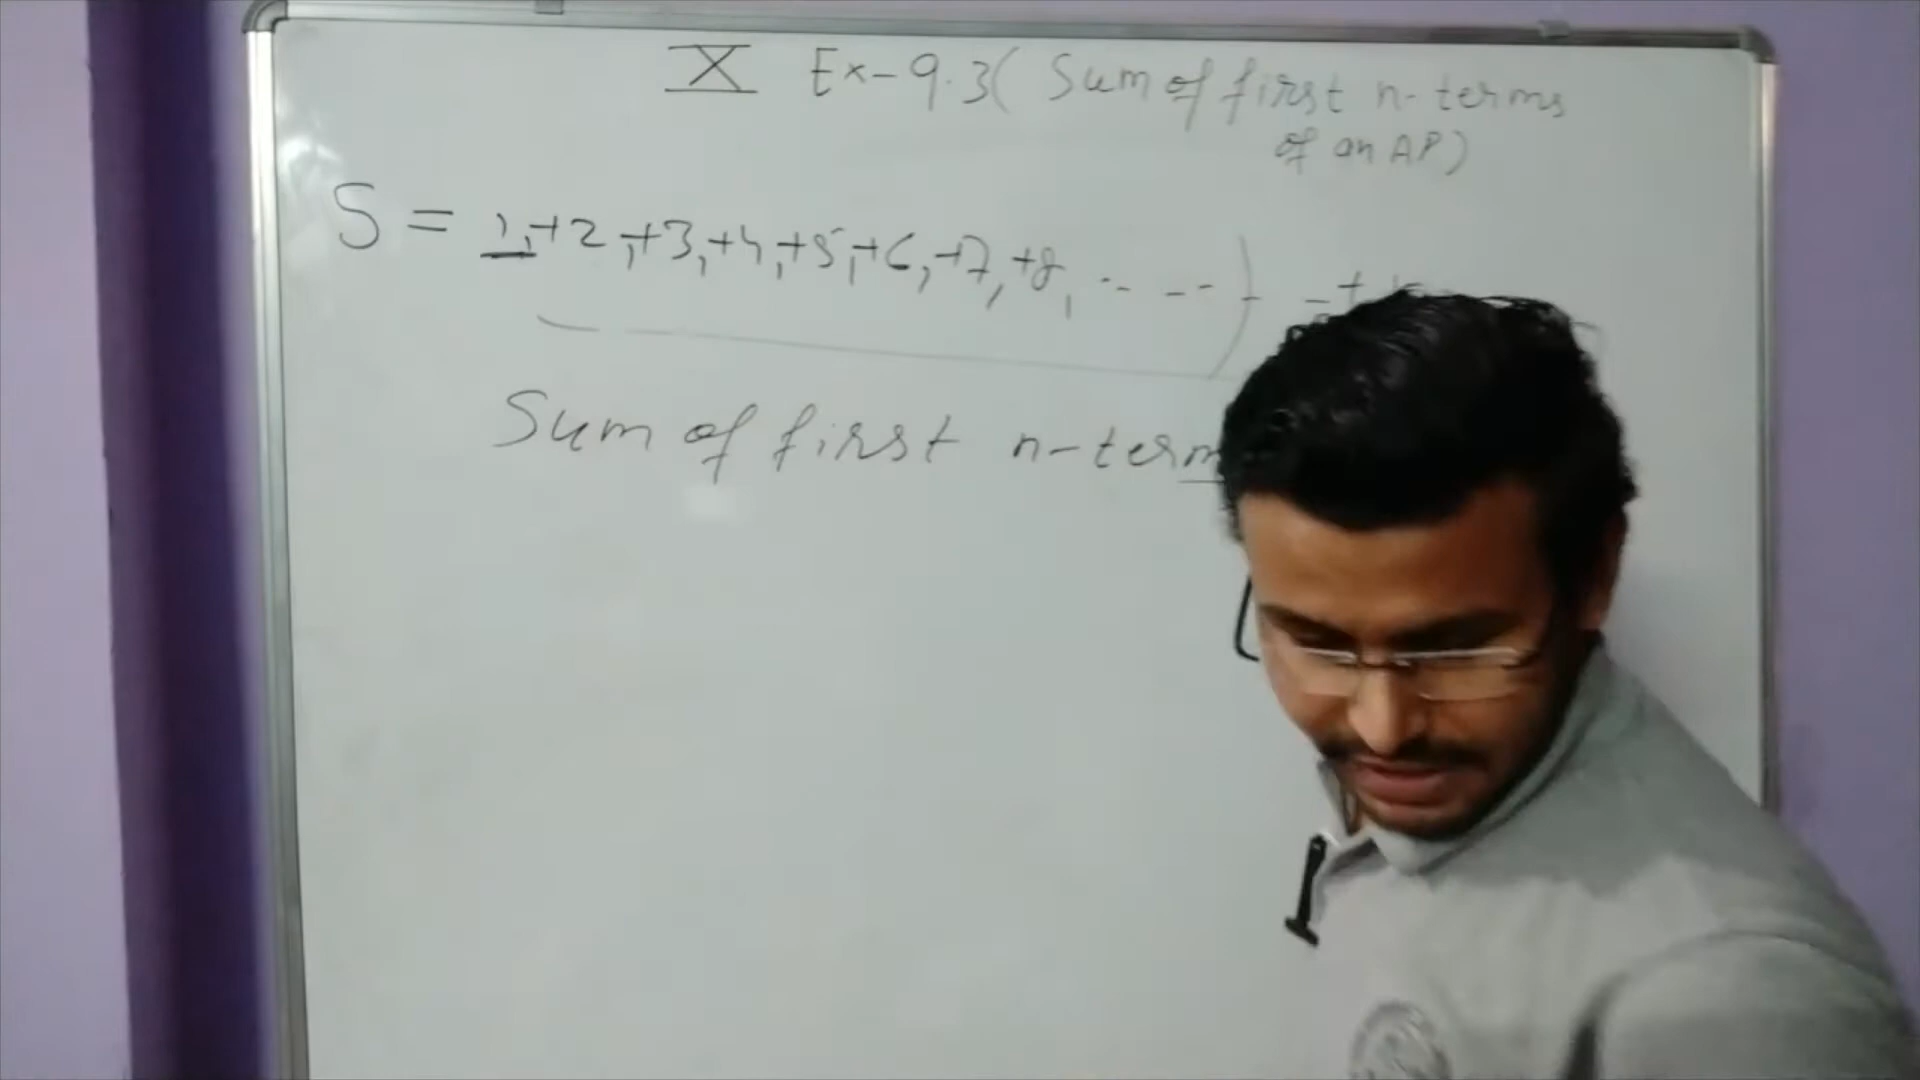 X Ex-9.3( Sum of first n-terms
of an AP)
S = 1,+2,+3,+4,+5,+6,+7,+8, .. -- ) - - +
Sum of first n-term